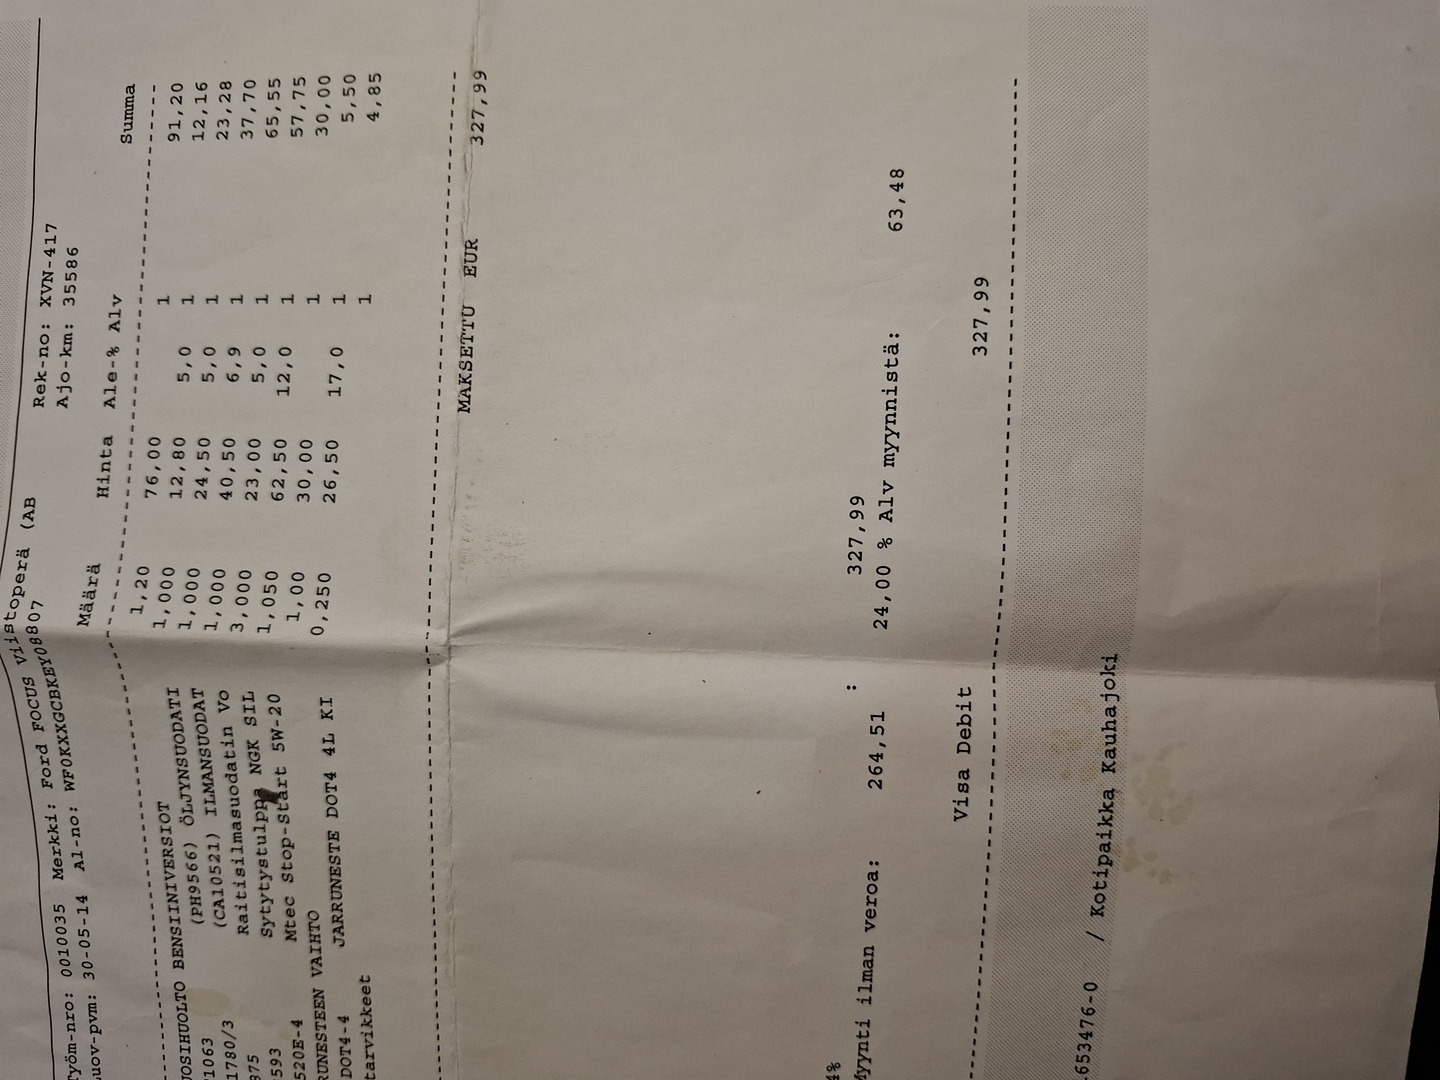 Työm-nro: 0010035 Merkki: Ford FOCUS Viistoperä (AB Rek-no: XVN-417
Luov-pvm: 30-05-14 Al-no: WF0KXXGCBKEY08807 Ajo-km: 35586
Määrä Hinta Ale-% Alv Summa
VUOSIHUOLTO BENSIINIVERSIOT 1,20 76,00 1 91,20
71063 (PH9566) ÖLJYNSUODATI 1,000 12,80 5,0 1 12,16
1780/3 (CA10521) ILMANSUODAT 1,000 24,50 5,0 1 23,28
975 Raitisilmasuodatin Vo 1,000 40,50 6,9 1 37,70
593 Sytytystulppa NGK SIL 3,000 23,00 5,0 1 65,55
520E-4 Mtec Stop-Start 5W-20 1,050 62,50 12,0 1 57,75
RUNESTEEN VAIHTO 1,00 30,00 1 30,00
DOT4-4 JARRUNESTE DOT4 4L KI 0,250 26,50 17,0 1 5,50
tarvikkeet 1 4,85
MAKSETTU EUR 327,99
4% 327,99
Myynti ilman veroa: 264,51 : 24,00 % Alv myynnistä: 63,48
Visa Debit 327,99
1653476-0 / Kotipaikka Kauhajoki